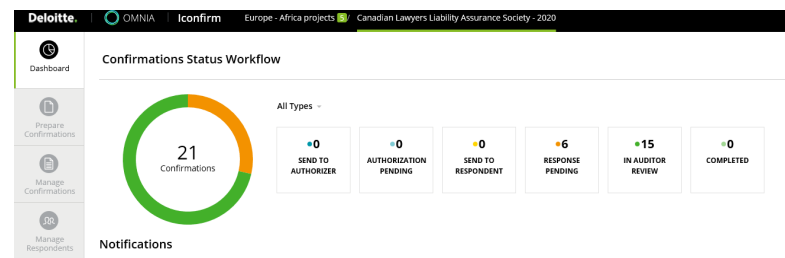 Deloitte. OMNIA Iconfirm Europe - Africa projects 5/ Canadian Lawyers Liability Assurance Society - 2020
Dashboard
Confirmations Status Workflow
Prepare
Confirmations
Manage
Confirmations
Manage
Respondents
21
Confirmations
All Types
0
SEND TO
AUTHORIZER
0
AUTHORIZATION
PENDING
0
SEND TO
RESPONDENT
6
RESPONSE
PENDING
15
IN AUDITOR
REVIEW
0
COMPLETED
Notifications